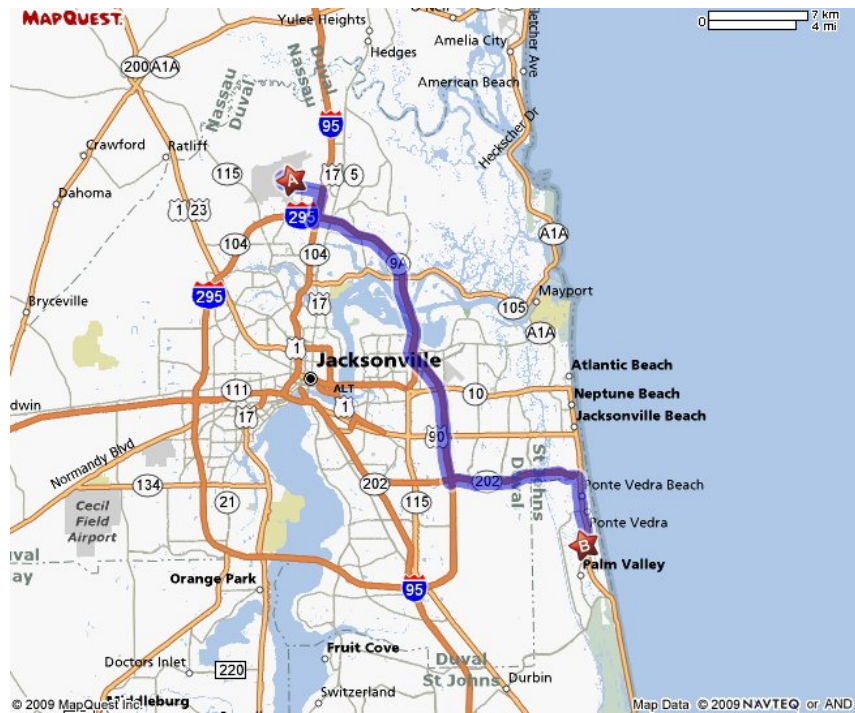 MAPQUEST.
Yulee Heights
Hedges
O'Neil
Fletcher Ave
0
7 km
4 mi
Amelia City
American Beach
200
A1A
Nassau
Duval
Duval
Nassau
95
Heckscher Dr
Crawford
Ratliff
115
A
17
5
Dahoma
1
23
295
A1A
104
104
9A
295
17
105
Mayport
Bryceville
A1A
1
Jacksonville
Atlantic Beach
ALT
111
10
Neptune Beach
1
17
Jacksonville Beach
90
Normandy Blvd
St Johns
Duval
134
202
202
Ponte Vedra Beach
21
115
Cecil
Field
Airport
Ponte Vedra
B
Palm Valley
Orange Park
95
Fruit Cove
Doctors Inlet
220
Duval
St Johns
Durbin
Switzerland
Middleburg
© 2009 MapQuest Inc.
Map Data © 2009 NAVTEQ or AND